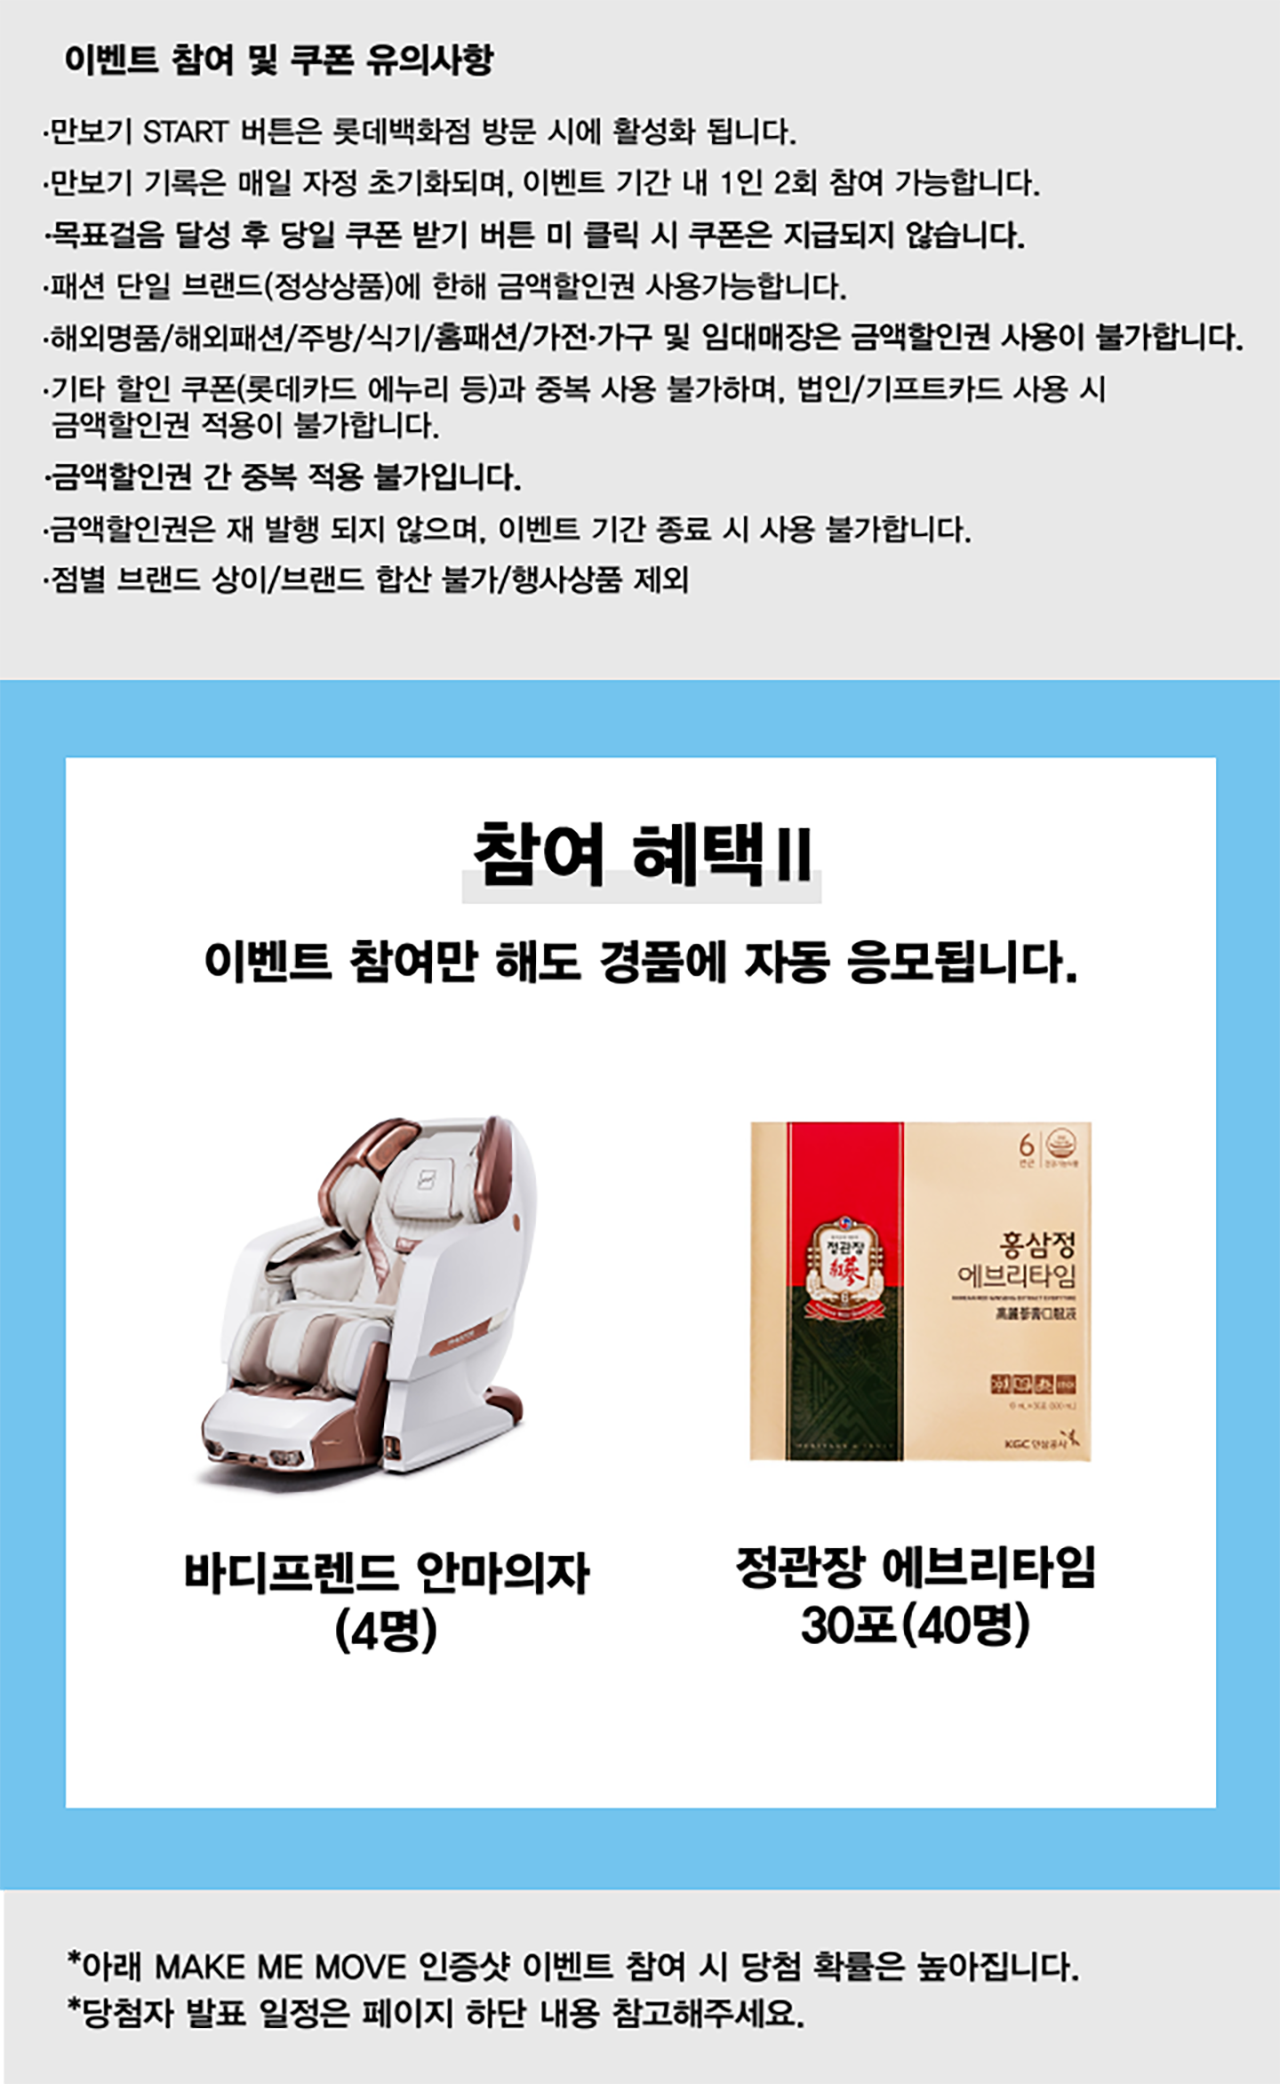 이벤트 참여 및 쿠폰 유의사항
·만보기 START 버튼은 롯데백화점 방문 시에 활성화 됩니다.
·만보기 기록은 매일 자정 초기화되며, 이벤트 기간 내 1인 2회 참여 가능합니다.
·목표걸음 달성 후 당일 쿠폰 받기 버튼 미 클릭 시 쿠폰은 지급되지 않습니다.
·패션 단일 브랜드(정상상품)에 한해 금액할인권 사용가능합니다.
·해외명품/해외패션/주방/식기/홈패션/가전·가구 및 임대매장은 금액할인권 사용이 불가합니다.
·기타 할인 쿠폰(롯데카드 에누리 등)과 중복 사용 불가하며, 법인/기프트카드 사용 시
금액할인권 적용이 불가합니다.
·금액할인권 간 중복 적용 불가입니다.
·금액할인권은 재 발행 되지 않으며, 이벤트 기간 종료 시 사용 불가합니다.
·점별 브랜드 상이/브랜드 합산 불가/행사상품 제외
참여 혜택II
이벤트 참여만 해도 경품에 자동 응모됩니다.
6
년근
정관장
紅蔘
6
홍삼정
에브리타임
KOREAN RED GINSENG EXTRACT EVERYTIME
KGC 인삼공사
바디프렌드 안마의자
(4명)
정관장 에브리타임
30포(40명)
*아래 MAKE ME MOVE 인증샷 이벤트 참여 시 당첨 확률은 높아집니다.
*당첨자 발표 일정은 페이지 하단 내용 참고해주세요.